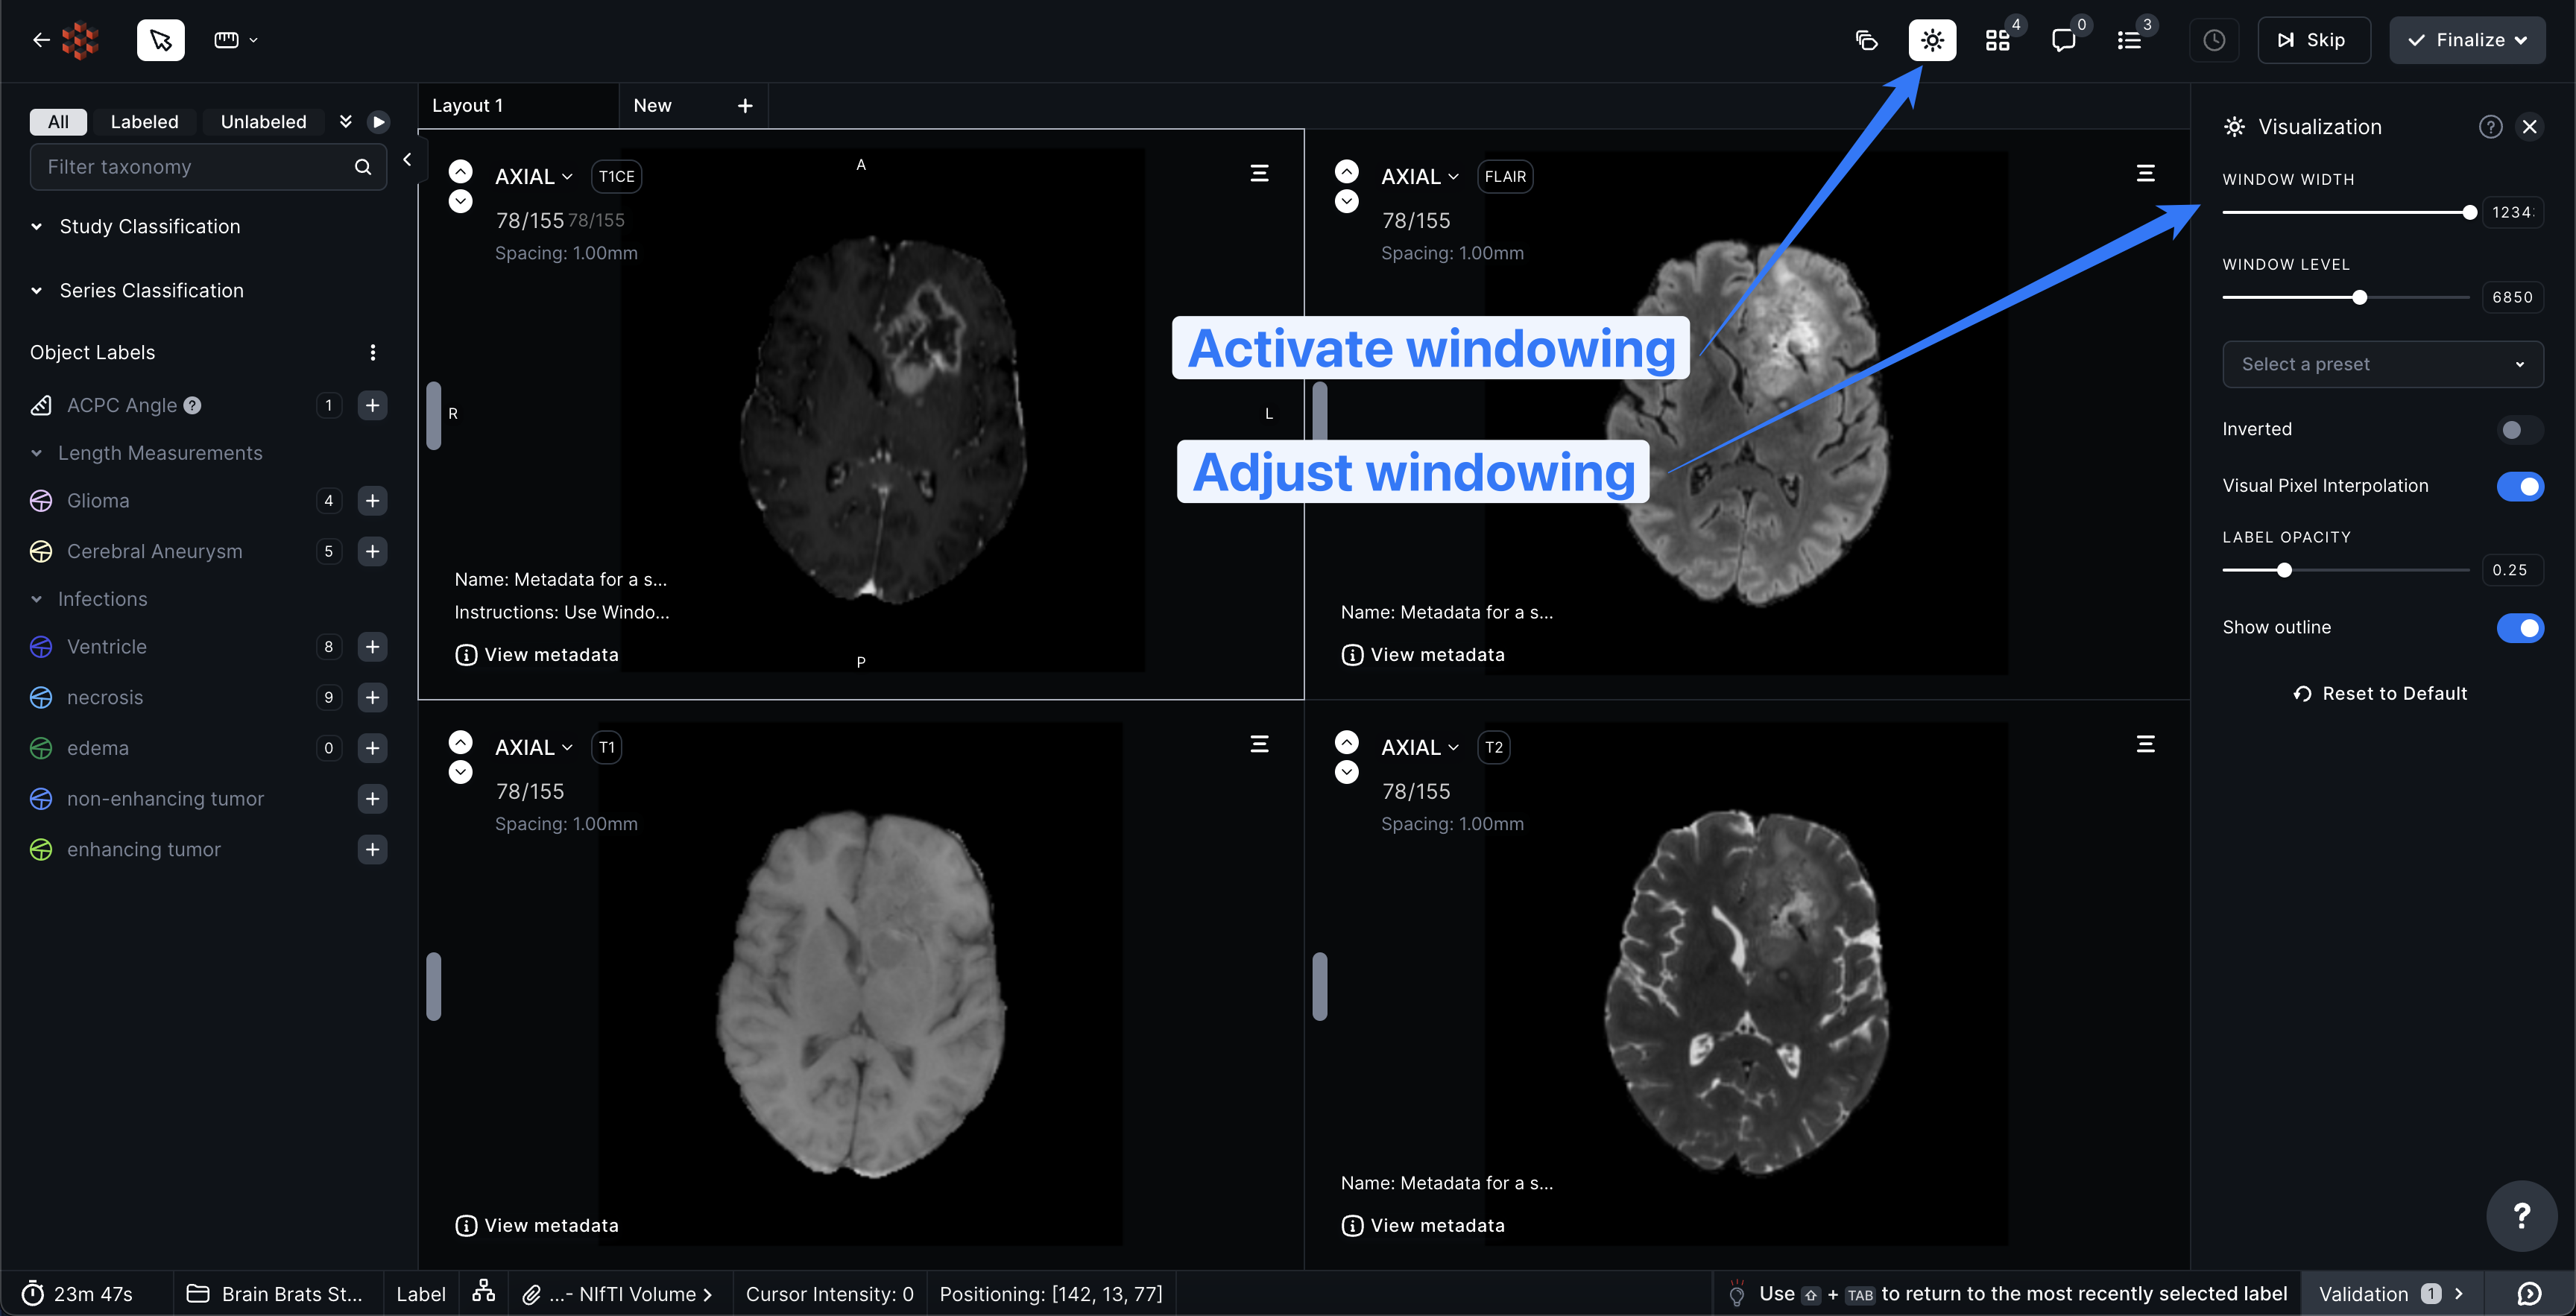 4
0
3
Skip
Finalize
All
Labeled
Unlabeled
Filter taxonomy
Study Classification
Series Classification
Object Labels
ACPC Angle ?
1
Length Measurements
Glioma
4
Cerebral Aneurysm
5
Infections
Ventricle
8
necrosis
9
edema
0
non-enhancing tumor
enhancing tumor
Layout 1
New
AXIAL
T1CE
78/155 78/155
Spacing: 1.00mm
A
R
L
P
Name: Metadata for a s...
Instructions: Use Windo...
View metadata
AXIAL
FLAIR
78/155
Spacing: 1.00mm
Name: Metadata for a s...
View metadata
Activate windowing
Adjust windowing
AXIAL
T1
78/155
Spacing: 1.00mm
View metadata
AXIAL
T2
78/155
Spacing: 1.00mm
Name: Metadata for a s...
View metadata
Visualization
?
WINDOW WIDTH
1234
WINDOW LEVEL
6850
Select a preset
Inverted
Visual Pixel Interpolation
LABEL OPACITY
0.25
Show outline
Reset to Default
?
23m 47s
Brain Brats St...
Label
...- NIfTI Volume
Cursor Intensity: 0
Positioning: [142, 13, 77]
Use ⇧ + TAB to return to the most recently selected label
Validation 1